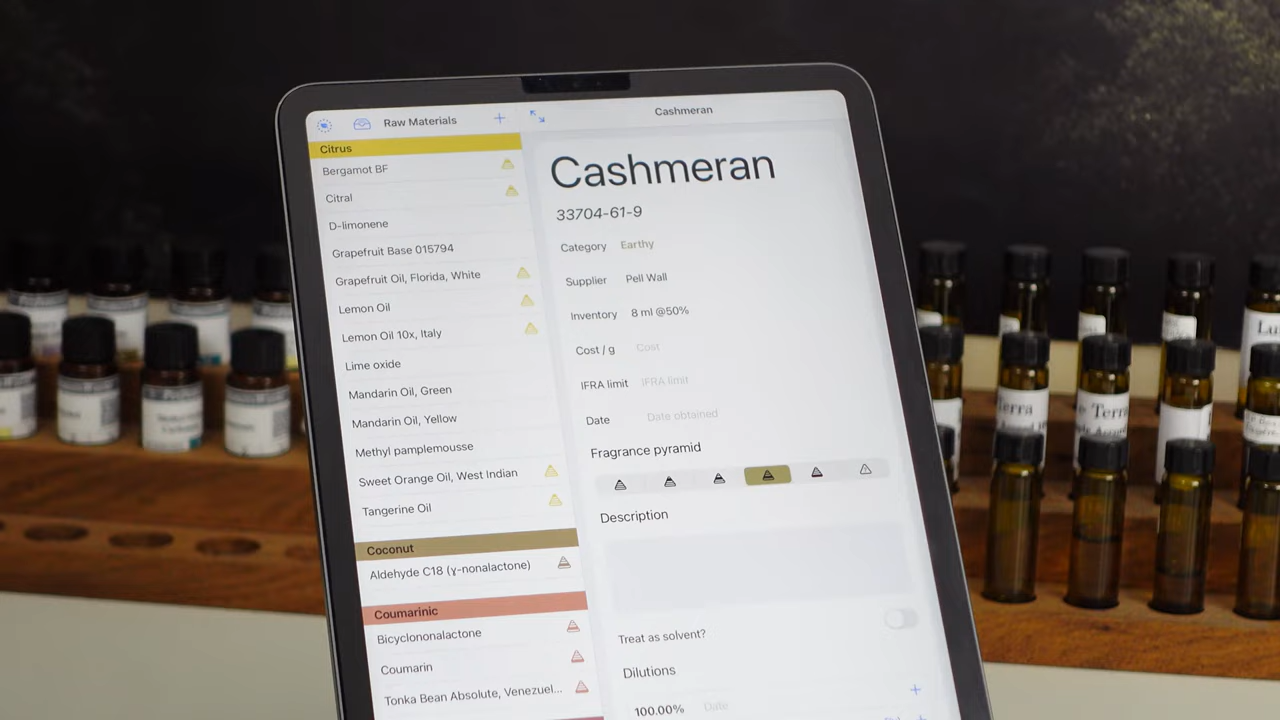 Raw Materials
Citrus
Bergamot BF
Citral
D-limonene
Grapefruit Base 015794
Grapefruit Oil, Florida, White
Lemon Oil
Lemon Oil 10x, Italy
Lime oxide
Mandarin Oil, Green
Mandarin Oil, Yellow
Methyl pamplemousse
Sweet Orange Oil, West Indian
Tangerine Oil
Coconut
Aldehyde C18 (γ-nonalactone)
Coumarinic
Bicyclononalactone
Coumarin
Tonka Bean Absolute, Venezuel...
Cashmeran
Cashmeran
33704-61-9
Category Earthy
Supplier Pell Wall
Inventory 8 ml @50%
Cost / g Cost
IFRA limit IFRA limit
Date Date obtained
Fragrance pyramid
Description
Treat as solvent?
Dilutions
100.00% Date
Terra
Terra